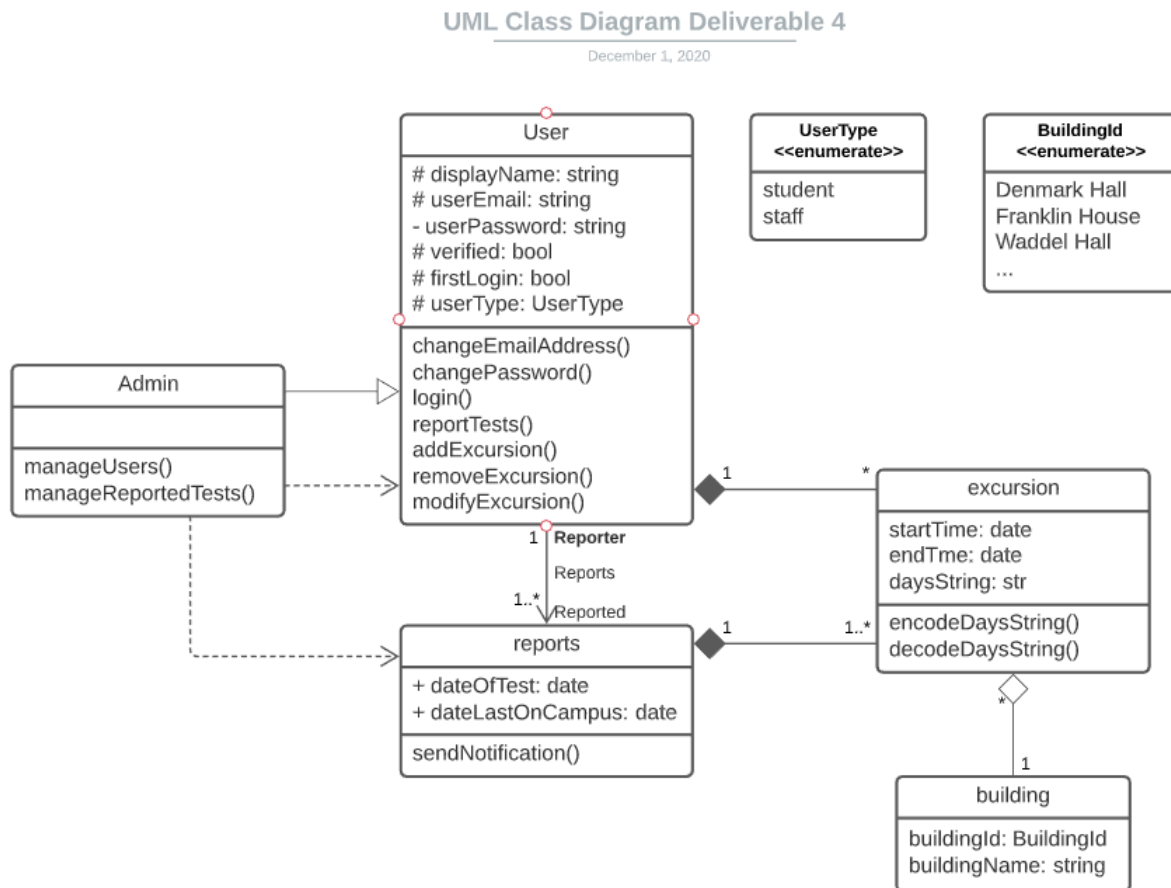 UML Class Diagram Deliverable 4
December 1, 2020
User
# displayName: string
# userEmail: string
- userPassword: string
# verified: bool
# firstLogin: bool
# userType: UserType
changeEmailAddress()
changePassword()
login()
reportTests()
addExcursion()
removeExcursion()
modifyExcursion()
UserType
<<enumerate>>
student
staff
BuildingId
<<enumerate>>
Denmark Hall
Franklin House
Waddel Hall
...
Admin
manageUsers()
manageReportedTests()
1
*
excursion
startTime: date
endTme: date
daysString: str
encodeDaysString()
decodeDaysString()
1
Reporter
Reports
1..*
Reported
reports
+ dateOfTest: date
+ dateLastOnCampus: date
sendNotification()
1
1..*
*
1
building
buildingId: BuildingId
buildingName: string